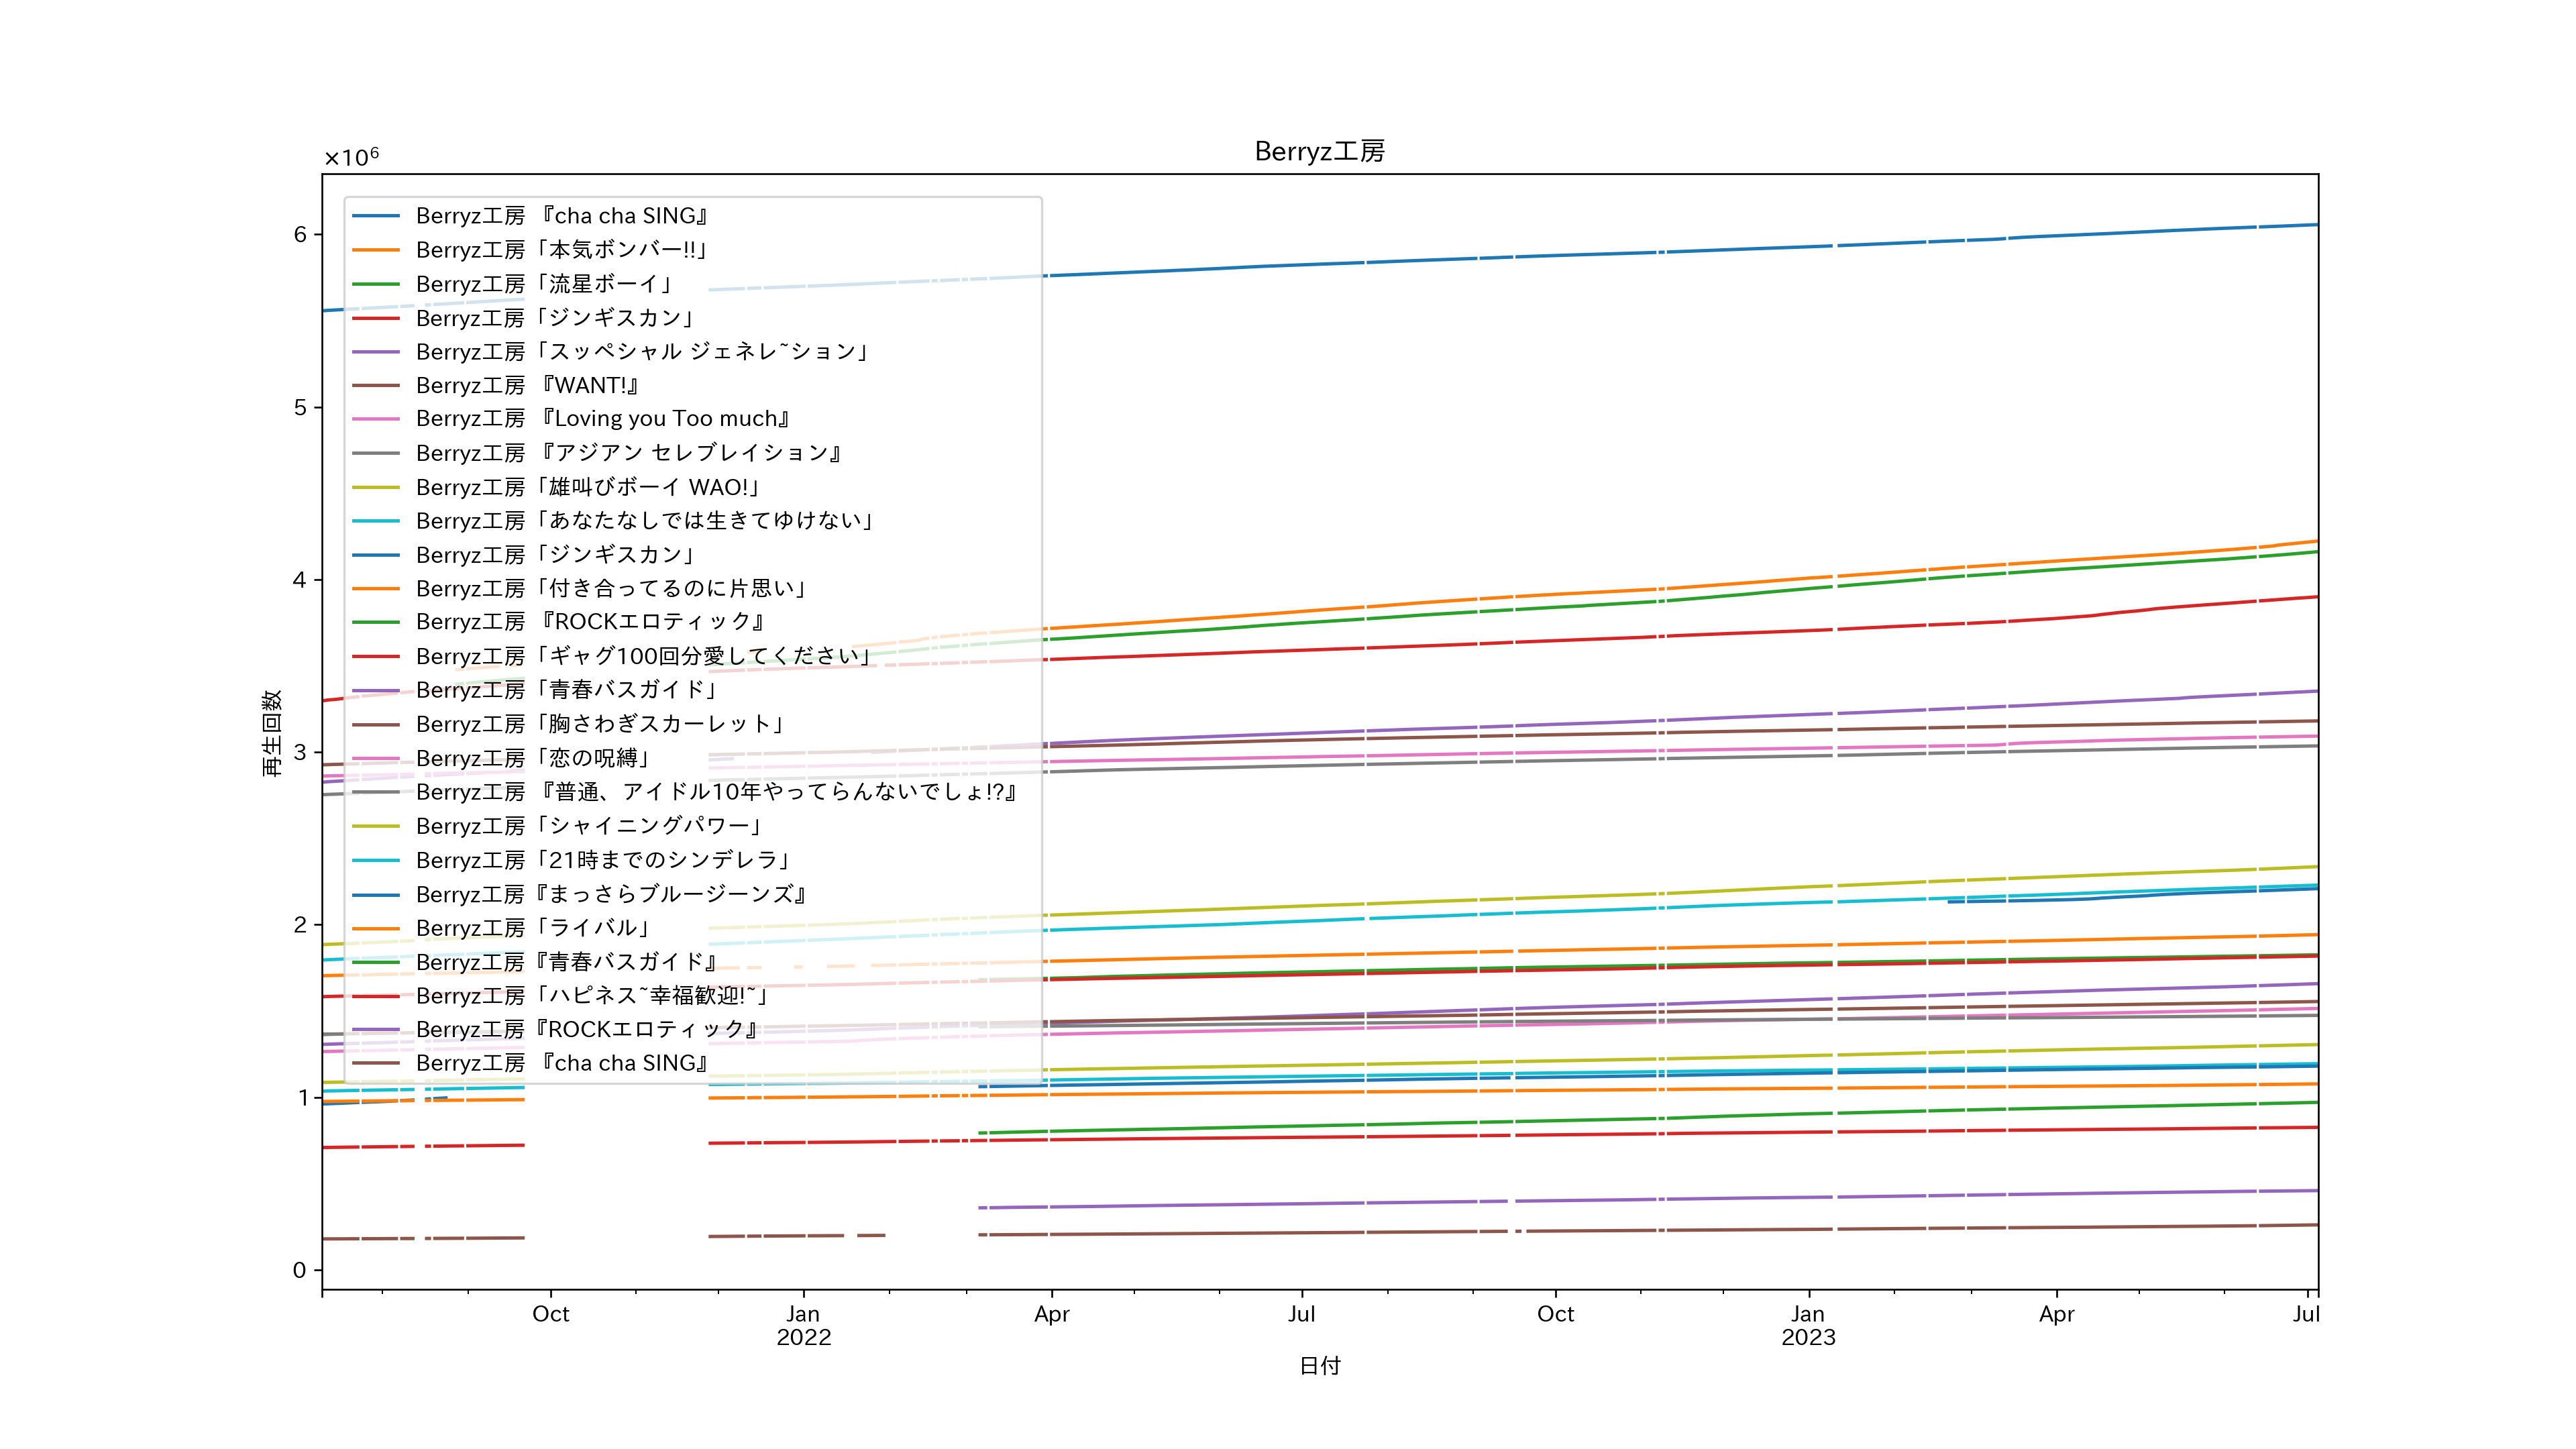 Berryz工房
×10⁶
Berryz工房 『cha cha SING』
Berryz工房「本気ボンバー!!」
Berryz工房「流星ボーイ」
Berryz工房「ジンギスカン」
Berryz工房「スッペシャル ジェネレ~ション」
Berryz工房 『WANT!』
Berryz工房 『Loving you Too much』
Berryz工房 『アジアン セレブレイション』
Berryz工房「雄叫びボーイ WAO!」
Berryz工房「あなたなしでは生きてゆけない」
Berryz工房「ジンギスカン」
Berryz工房「付き合ってるのに片思い」
Berryz工房 『ROCKエロティック』
Berryz工房「ギャグ100回分愛してください」
Berryz工房「青春バスガイド」
Berryz工房「胸さわぎスカーレット」
Berryz工房「恋の呪縛」
Berryz工房 『普通、アイドル10年やってらんないでしょ!?』
Berryz工房「シャイニングパワー」
Berryz工房「21時までのシンデレラ」
Berryz工房『まっさらブルージーンズ』
Berryz工房「ライバル」
Berryz工房『青春バスガイド』
Berryz工房「ハピネス~幸福歓迎!~」
Berryz工房『ROCKエロティック』
Berryz工房 『cha cha SING』
再生回数
6
5
4
3
2
1
0
Oct
Jan
2022
Apr
Jul
Oct
Jan
2023
Apr
Jul
日付